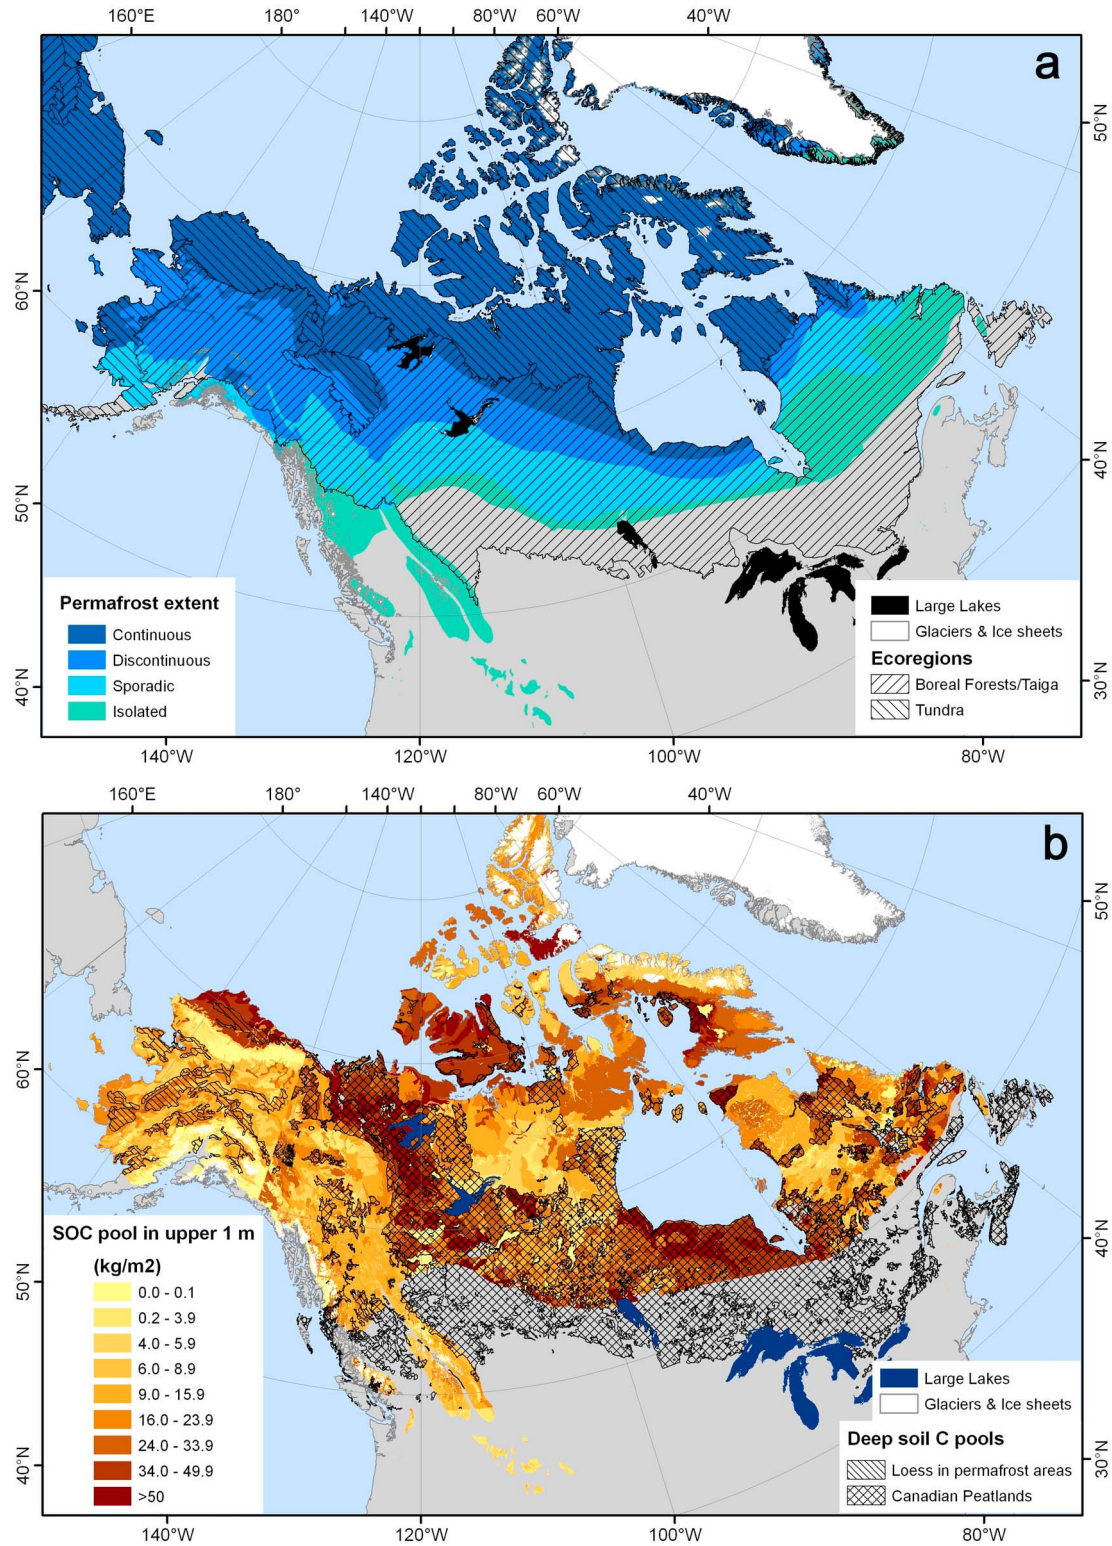 160°E 180° 140°W 80°W 60°W 40°W
a
50°N
60°N
40°N
50°N
Permafrost extent
Continuous
Discontinuous
Sporadic
Isolated
Large Lakes
Glaciers & Ice sheets
Ecoregions
Boreal Forests/Taiga
Tundra
40°N
30°N
140°W 120°W 100°W 80°W
160°E 180° 140°W 80°W 60°W 40°W
b
50°N
60°N
40°N
SOC pool in upper 1 m
(kg/m2)
0.0 - 0.1
0.2 - 3.9
4.0 - 5.9
6.0 - 8.9
9.0 - 15.9
16.0 - 23.9
24.0 - 33.9
34.0 - 49.9
>50
50°N
Large Lakes
Glaciers & Ice sheets
Deep soil C pools
Loess in permafrost areas
Canadian Peatlands
40°N
30°N
140°W 120°W 100°W 80°W